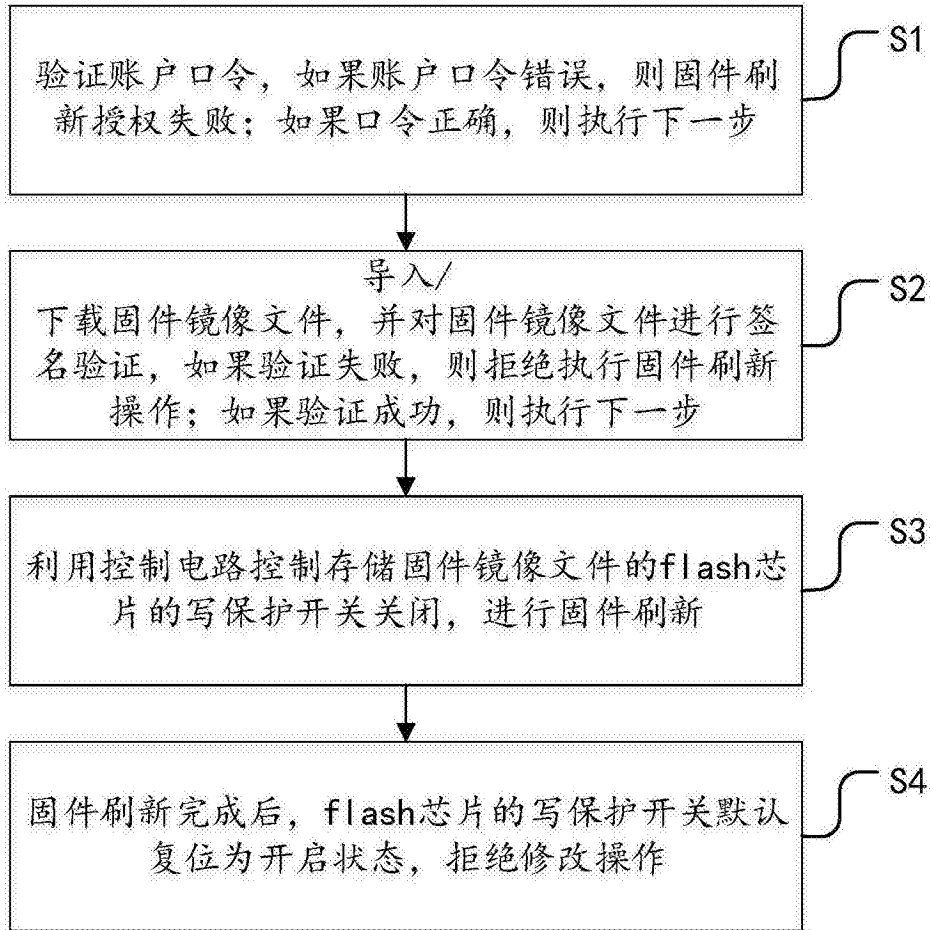 验证账户口令，如果账户口令错误，则固件刷
新授权失败；如果口令正确，则执行下一步
S1
导入/
下载固件镜像文件，并对固件镜像文件进行签
名验证，如果验证失败，则拒绝执行固件刷新
操作；如果验证成功，则执行下一步
S2
利用控制电路控制存储固件镜像文件的flash芯
片的写保护开关关闭，进行固件刷新
S3
固件刷新完成后，flash芯片的写保护开关默认
复位为开启状态，拒绝修改操作
S4